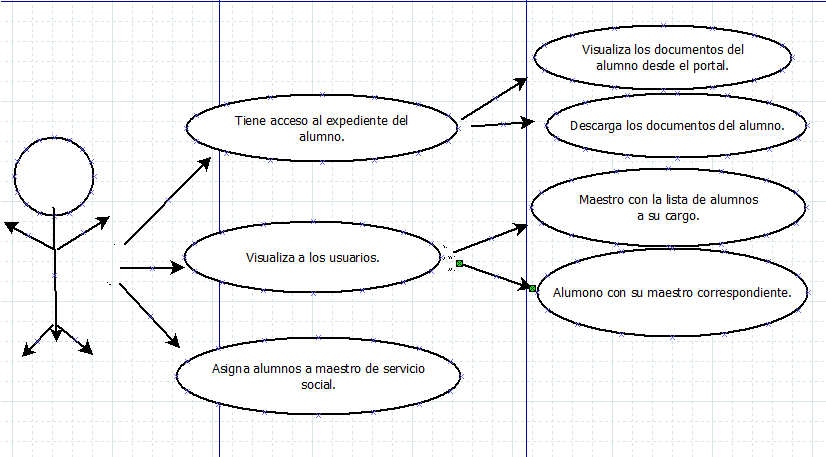 Visualiza los documentos del
alumno desde el portal.
Tiene acceso al expediente del
alumno.
Descarga los documentos del alumno.
Maestro con la lista de alumnos
a su cargo.
Visualiza a los usuarios.
Alumono con su maestro correspondiente.
Asigna alumnos a maestro de servicio
social.